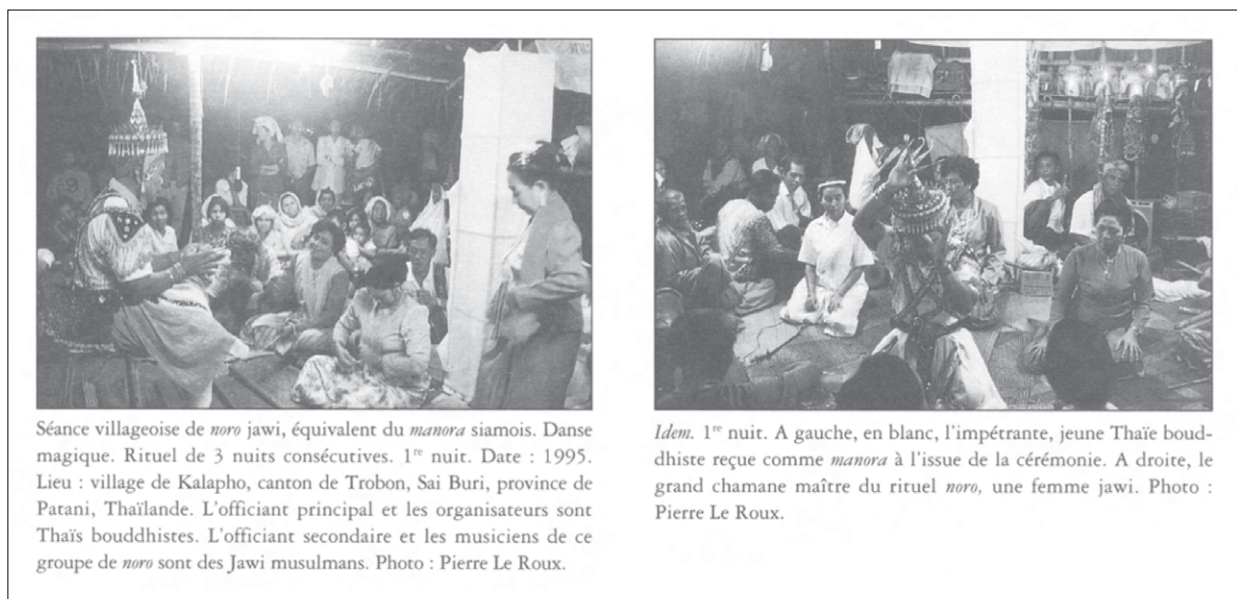 Séance villageoise de noro jawi, équivalent du manora siamois. Danse
magique. Rituel de 3 nuits consécutives. 1re nuit. Date : 1995.
Lieu : village de Kalapho, canton de Trobon, Sai Buri, province de
Patani, Thaïlande. L'officiant principal et les organisateurs sont
Thaïs bouddhistes. L'officiant secondaire et les musiciens de ce
groupe de noro sont des Jawi musulmans. Photo : Pierre Le Roux.
Idem. 1re nuit. A gauche, en blanc, l'impétrante, jeune Thaïe boud-
dhiste reçue comme manora à l'issue de la cérémonie. A droite, le
grand chamane maître du rituel noro, une femme jawi. Photo :
Pierre Le Roux.